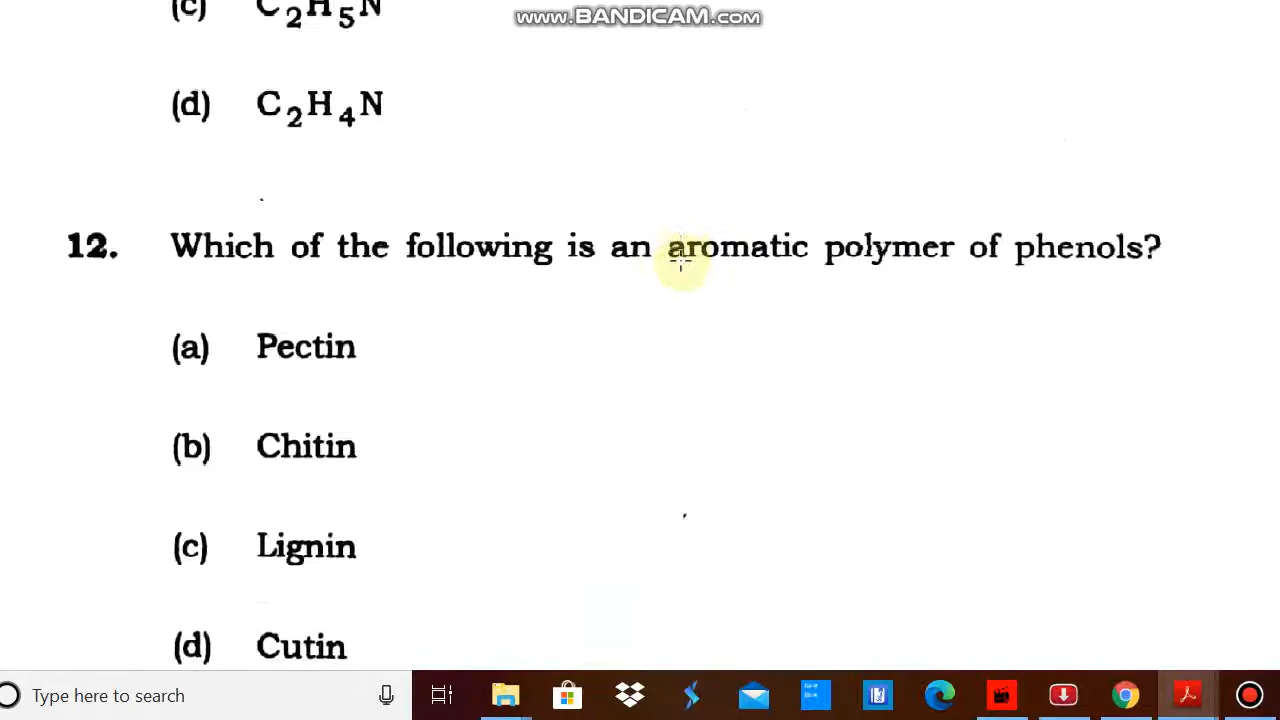 www.BANDICAM.com
(c) C₂H₅N
(d) C₂H₄N
12. Which of the following is an aromatic polymer of phenols?
(a) Pectin
(b) Chitin
(c) Lignin
(d) Cutin
Type here to search